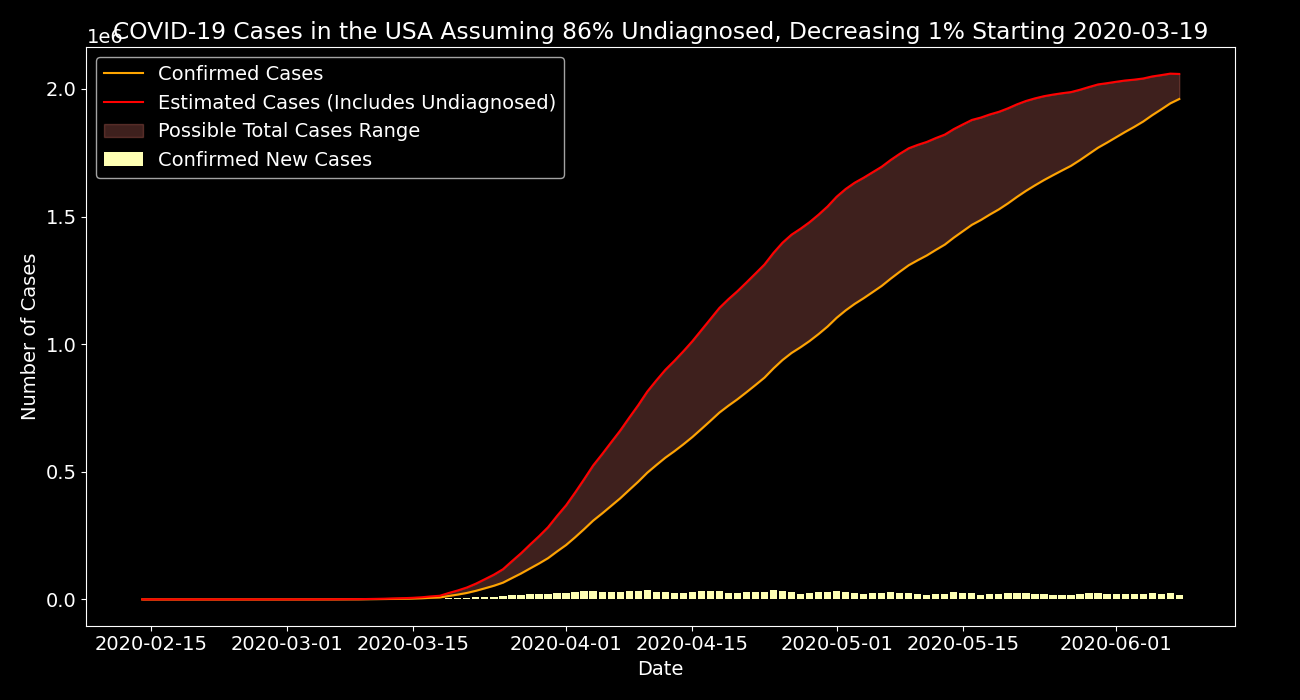 COVID-19 Cases in the USA Assuming 86% Undiagnosed, Decreasing 1% Starting 2020-03-19
1e6
Confirmed Cases
Estimated Cases (Includes Undiagnosed)
Possible Total Cases Range
Confirmed New Cases
2.0
1.5
1.0
0.5
0.0
Number of Cases
2020-02-15 2020-03-01 2020-03-15 2020-04-01 2020-04-15 2020-05-01 2020-05-15 2020-06-01
Date